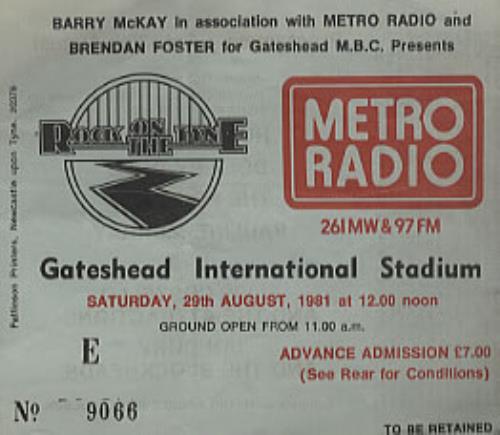 BARRY McKAY in association with METRO RADIO and
BRENDAN FOSTER for Gateshead M.B.C. Presents
ROCK ON THE TYNE
METRO
RADIO
261MW & 97FM
Gateshead International Stadium
SATURDAY, 29th AUGUST, 1981 at 12.00 noon
GROUND OPEN FROM 11.00 a.m.
E
ADVANCE ADMISSION £7.00
(See Rear for Conditions)
Nº 9066
TO BE RETAINED
Pattinson Printers, Newcastle upon Tyne.